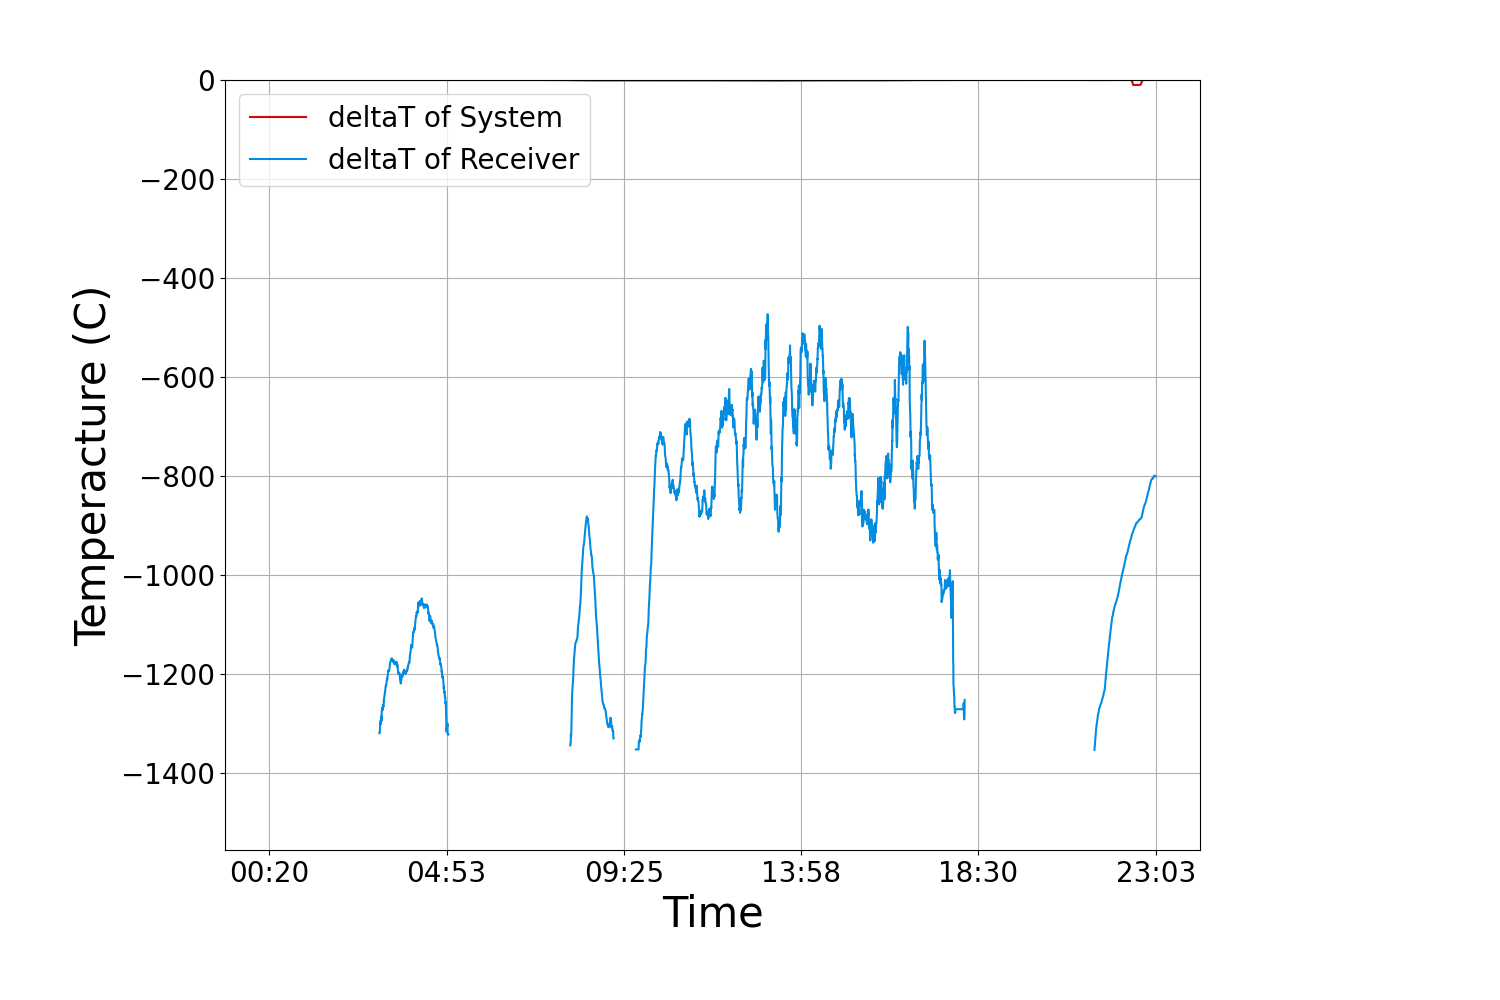 0
−200
−400
−600
−800
−1000
−1200
−1400
Temperacture (C)
deltaT of System
deltaT of Receiver
00:20 04:53 09:25 13:58 18:30 23:03
Time